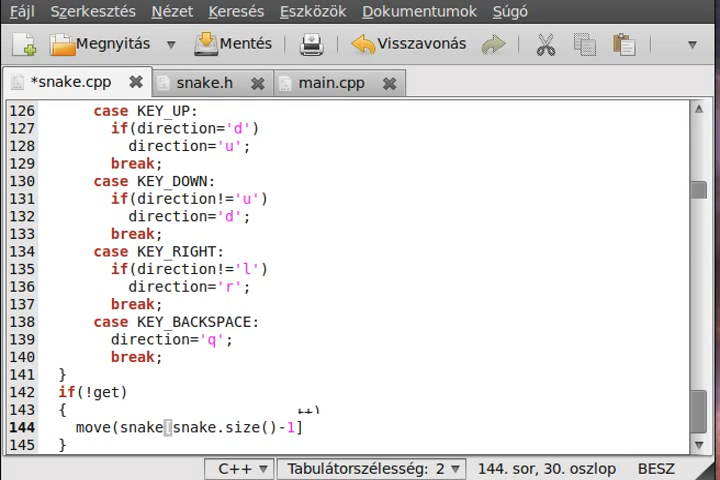 Fájl Szerkesztés Nézet Keresés Eszközök Dokumentumok Súgó
Megnyitás Mentés Visszavonás
*snake.cpp snake.h main.cpp
126 case KEY_UP:
127 if(direction='d')
128 direction='u';
129 break;
130 case KEY_DOWN:
131 if(direction!='u')
132 direction='d';
133 break;
134 case KEY_RIGHT:
135 if(direction!='l')
136 direction='r';
137 break;
138 case KEY_BACKSPACE:
139 direction='q';
140 break;
141 }
142 if(!get)
143 {
144 move(snake[snake.size()-1]
145 }
C++ Tabulátorszélesség: 2 144. sor, 30. oszlop BESZ